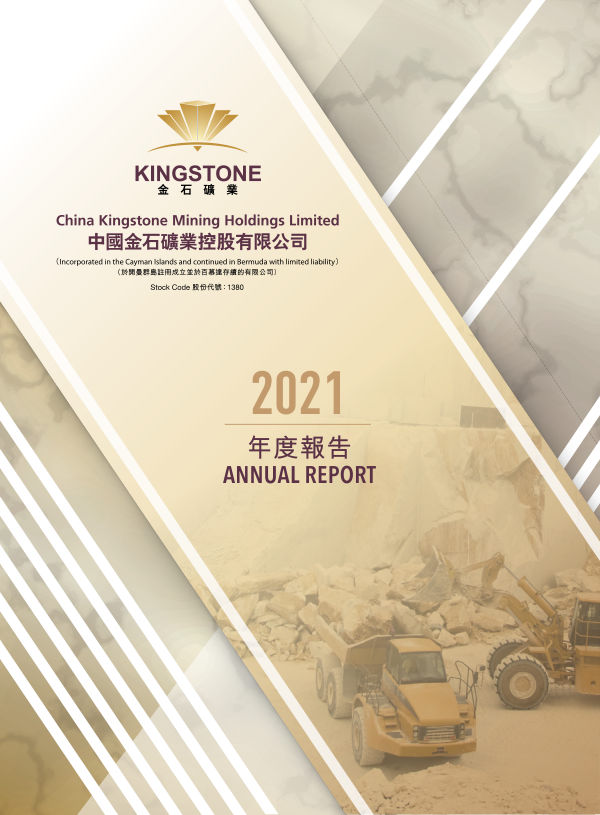 KINGSTONE
金石礦業
China Kingstone Mining Holdings Limited
中國金石礦業控股有限公司
(Incorporated in the Cayman Islands and continued in Bermuda with limited liability)
(於開曼群島註冊成立並於百慕達存續的有限公司)
Stock Code 股份代號：1380
2021
年度報告
ANNUAL REPORT